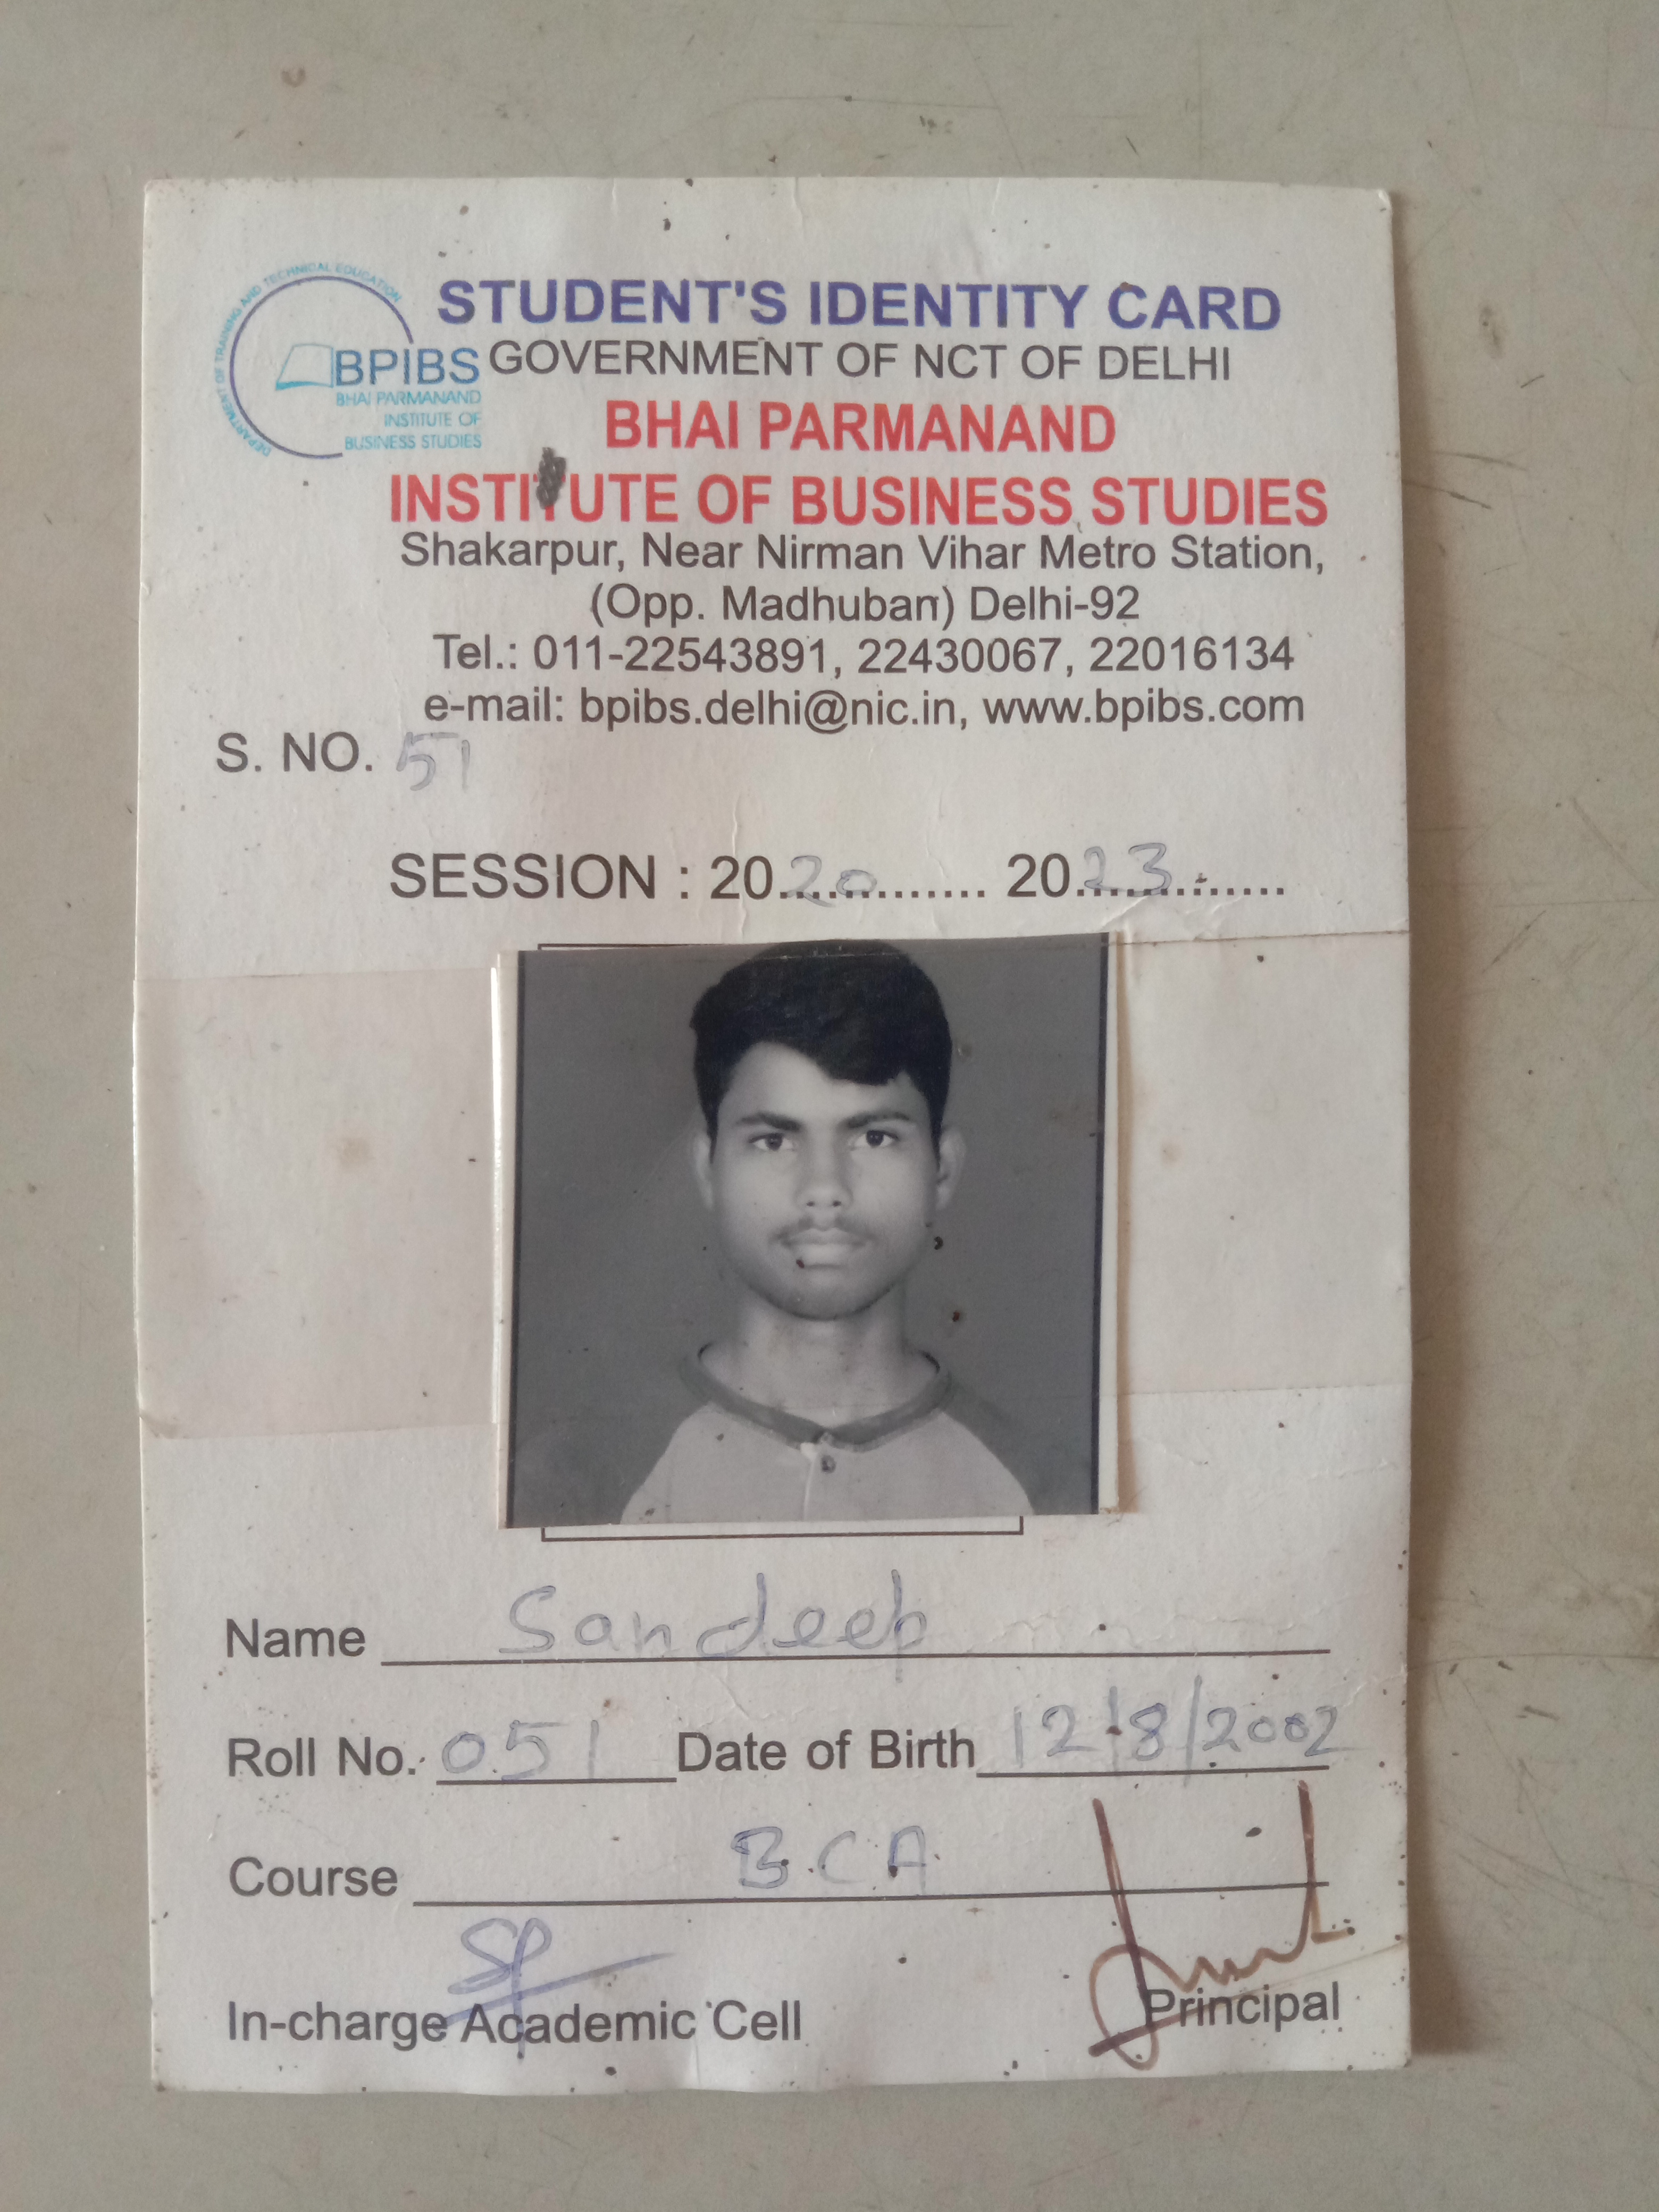 DEPARTMENT OF TRAINING AND TECHNICAL EDUCATION
BPIBS
BHAI PARMANAND
INSTITUTE OF
BUSINESS STUDIES
STUDENT'S IDENTITY CARD
GOVERNMENT OF NCT OF DELHI
BHAI PARMANAND
INSTITUTE OF BUSINESS STUDIES
Shakarpur, Near Nirman Vihar Metro Station,
(Opp. Madhuban) Delhi-92
Tel.: 011-22543891, 22430067, 22016134
e-mail: bpibs.delhi@nic.in, www.bpibs.com
S. NO. 51
SESSION : 2020.............. 2023..............
Name Sandeep
Roll No. 051 Date of Birth 12/8/2002
Course B.C.A.
In-charge Academic Cell Principal